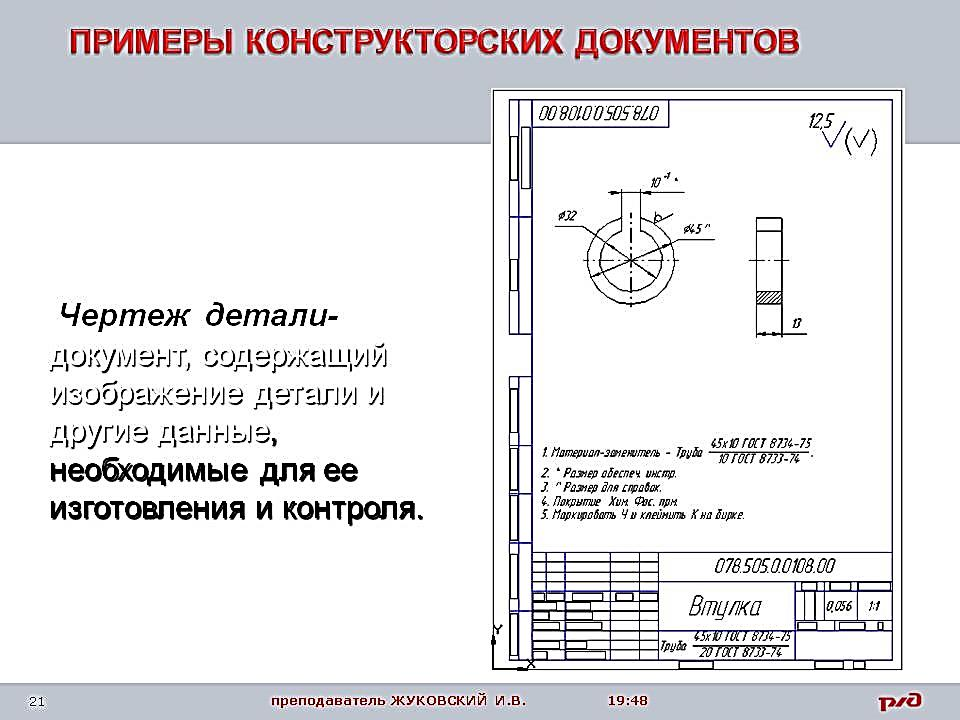 ПРИМЕРЫ КОНСТРУКТОРСКИХ ДОКУМЕНТОВ
Чертеж детали-
документ, содержащий
изображение детали и
другие данные,
необходимые для ее
изготовления и контроля.
078.505.0.0108.00
12,5
10
Ø32
Ø45
13
1. Материал-заменитель - Труба 45х10 ГОСТ 8734-75
10 ГОСТ 8733-74
2. * Размер обеспеч. инстр.
3. ^ Размер для справок.
4. Покрытие Хим. Фос. прм.
5. Маркировать Ч и клеймить К на бирке.
078.505.0.0108.00
Втулка
0,056 1:1
Труба 45х10 ГОСТ 8734-75
20 ГОСТ 8733-74
Y
X
21 преподаватель ЖУКОВСКИЙ И.В. 19:48